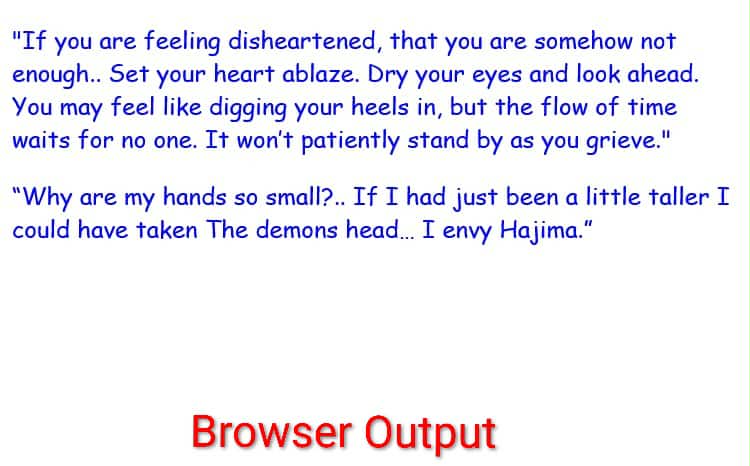 "If you are feeling disheartened, that you are somehow not
enough.. Set your heart ablaze. Dry your eyes and look ahead.
You may feel like digging your heels in, but the flow of time
waits for no one. It won’t patiently stand by as you grieve."
“Why are my hands so small?.. If I had just been a little taller I
could have taken The demons head... I envy Hajima.”
Browser Output